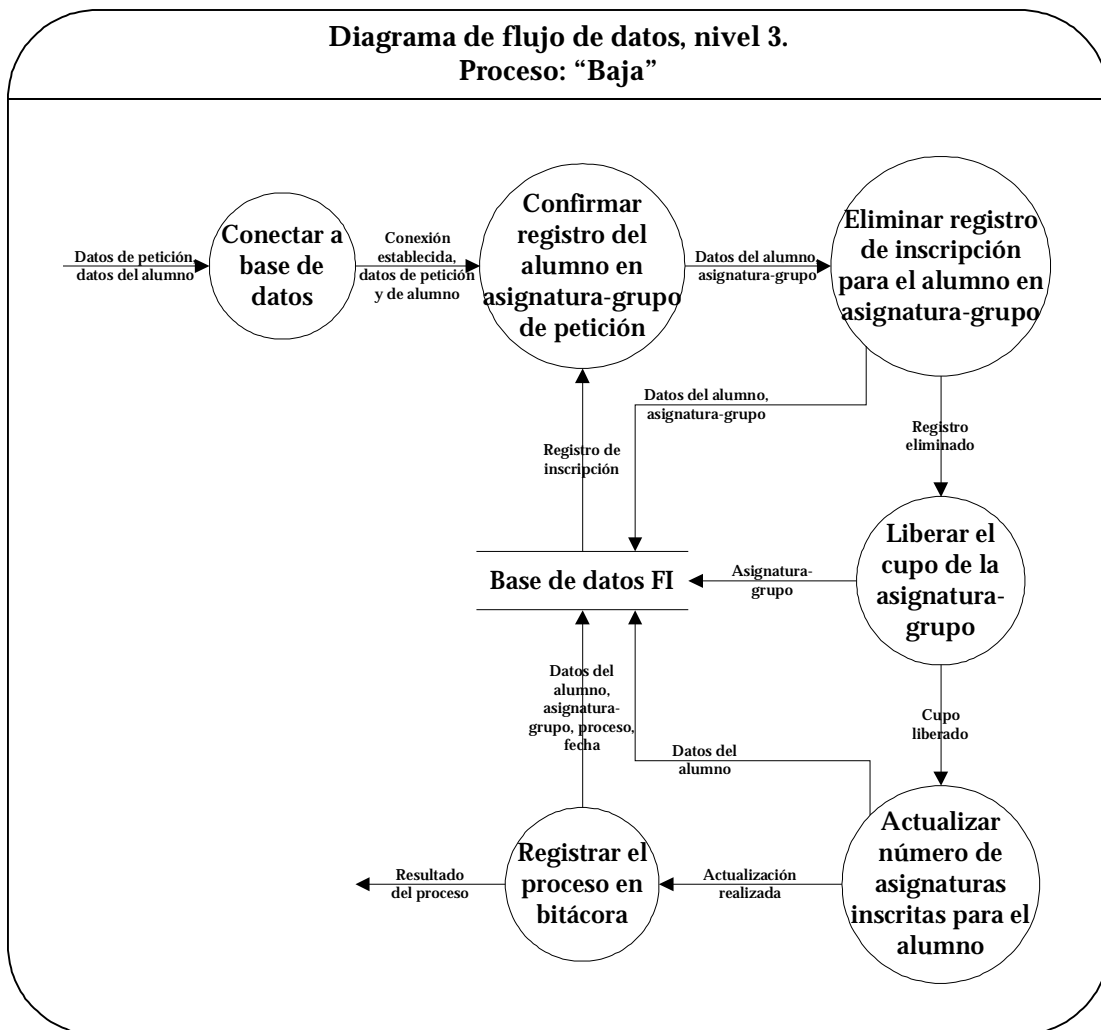 Diagrama de flujo de datos, nivel 3.
Proceso: “Baja”
Datos de petición
datos del alumno
Conectar a
base de
datos
Conexión
establecida,
datos de petición
y de alumno
Confirmar
registro del
alumno en
asignatura-grupo
de petición
Datos del alumno
asignatura-grupo
Eliminar registro
de inscripción
para el alumno en
asignatura-grupo
Datos del alumno,
asignatura-grupo
Registro
eliminado
Registro de
inscripción
Liberar el
cupo de la
asignatura-
grupo
Asignatura-
grupo
Base de datos FI
Datos del
alumno,
asignatura-
grupo, proceso,
fecha
Cupo
liberado
Datos del
alumno
Actualizar
número de
asignaturas
inscritas para el
alumno
Actualización
realizada
Registrar el
proceso en
bitácora
Resultado
del proceso